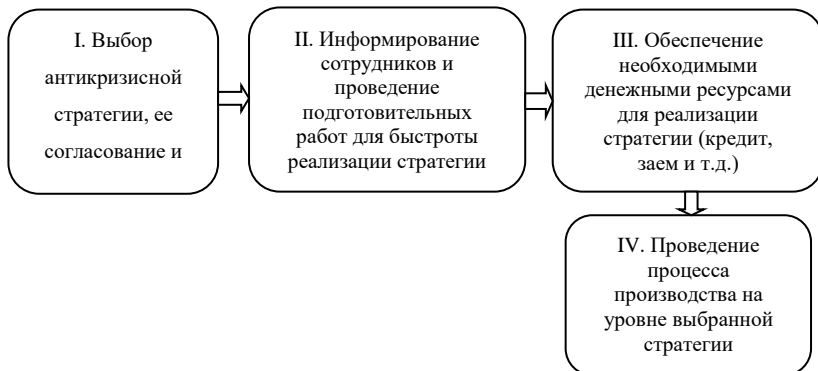 I. Выбор
антикризисной
стратегии, ее
согласование и
II. Информирование
сотрудников и
проведение
подготовительных
работ для быстроты
реализации стратегии
III. Обеспечение
необходимыми
денежными ресурсами
для реализации
стратегии (кредит,
заем и т.д.)
IV. Проведение
процесса
производства на
уровне выбранной
стратегии